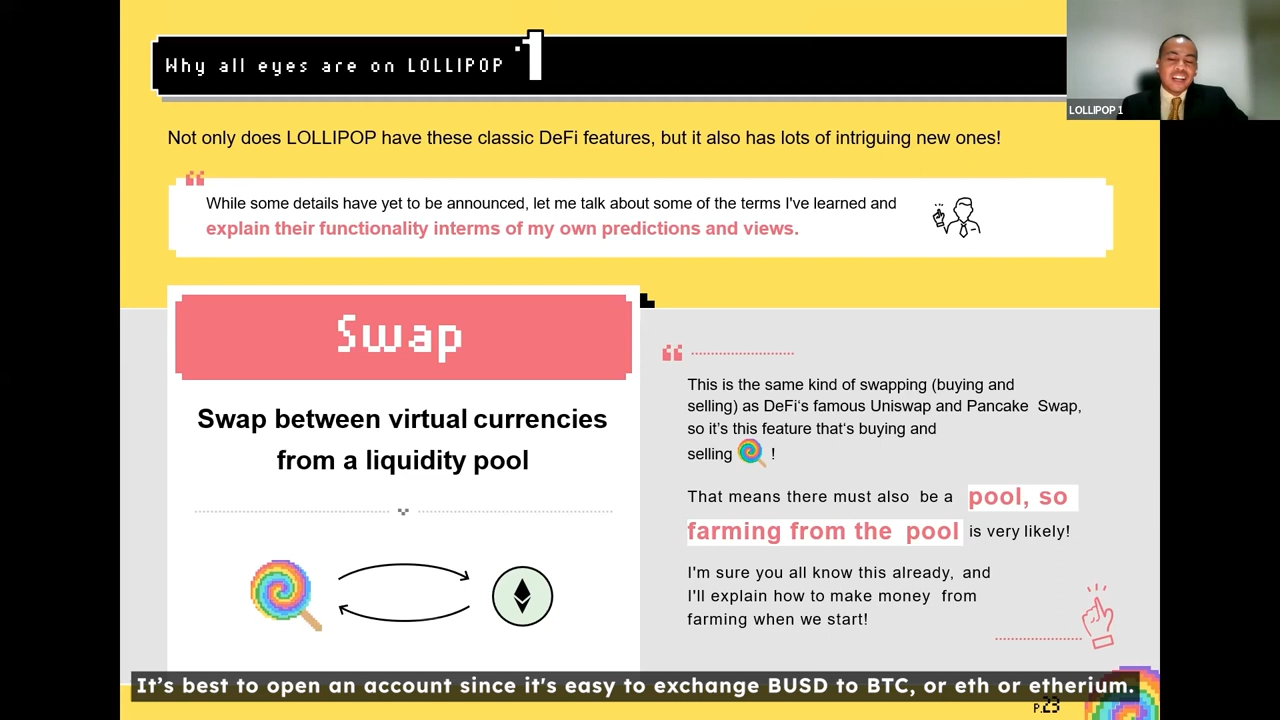 Why all eyes are on LOLLIPOP .1
LOLLIPOP 1
Not only does LOLLIPOP have these classic DeFi features, but it also has lots of intriguing new ones!
While some details have yet to be announced, let me talk about some of the terms I've learned and
explain their functionality interms of my own predictions and views.
Swap
Swap between virtual currencies
from a liquidity pool
This is the same kind of swapping (buying and
selling) as DeFi‘s famous Uniswap and Pancake Swap,
so it’s this feature that‘s buying and
selling !
That means there must also be a pool, so
farming from the pool is very likely!
I'm sure you all know this already, and
I'll explain how to make money from
farming when we start!
It’s best to open an account since it's easy to exchange BUSD to BTC, or eth or etherium.
P.23